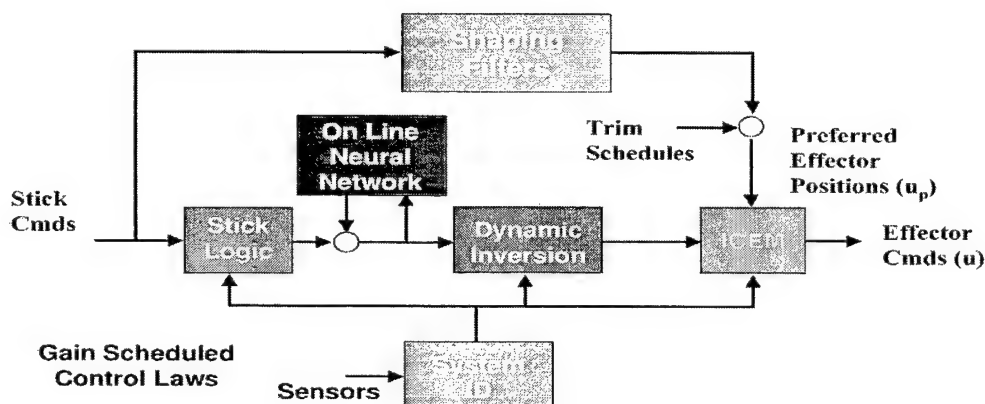 Shaping
Filters
On Line
Neural
Network
Trim
Schedules
Preferred
Effector
Positions (up)
Stick
Cmds
Stick
Logic
Dynamic
Inversion
ICEM
Effector
Cmds (u)
Gain Scheduled
Control Laws
Sensors
System
ID